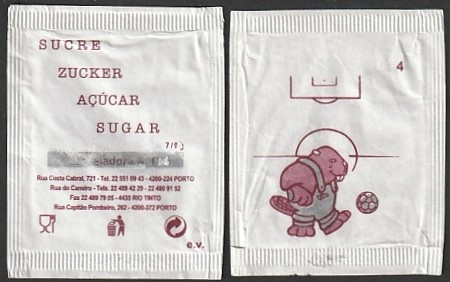 SUCRE
ZUCKER
AÇÚCAR
SUGAR
Rua Costa Cabral, 721 - Tel. 22 551 09 43 - 4200-224 PORTO
Rua do Caneiro - Tels. 22 489 42 29 - 22 480 91 52
Fax 22 489 79 05 - 4435 RIO TINTO
Rua Capitão Pombeiro, 262 - 4200-372 PORTO
e.v.
4